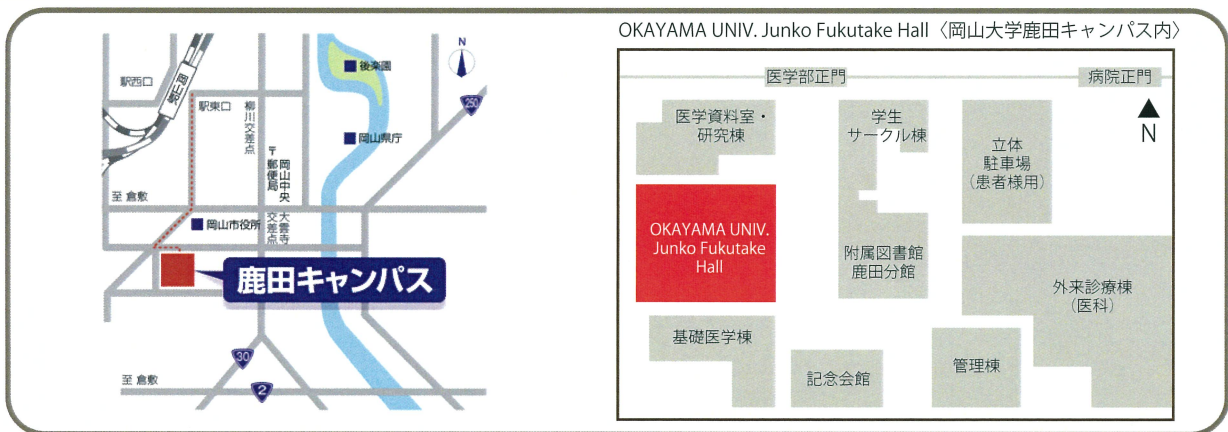 N
駅西口
岡山駅
駅東口
柳川交差点
後楽園
250
岡山県庁
〒岡山中央
郵便局
至 倉敷
岡山市役所
大雲寺
交差点
鹿田キャンパス
30
至 倉敷
2
OKAYAMA UNIV. Junko Fukutake Hall〈岡山大学鹿田キャンパス内〉
医学部正門
病院正門
医学資料室・
研究棟
学生
サークル棟
立体
駐車場
(患者様用)
N
OKAYAMA UNIV.
Junko Fukutake
Hall
附属図書館
鹿田分館
外来診療棟
(医科)
基礎医学棟
記念会館
管理棟